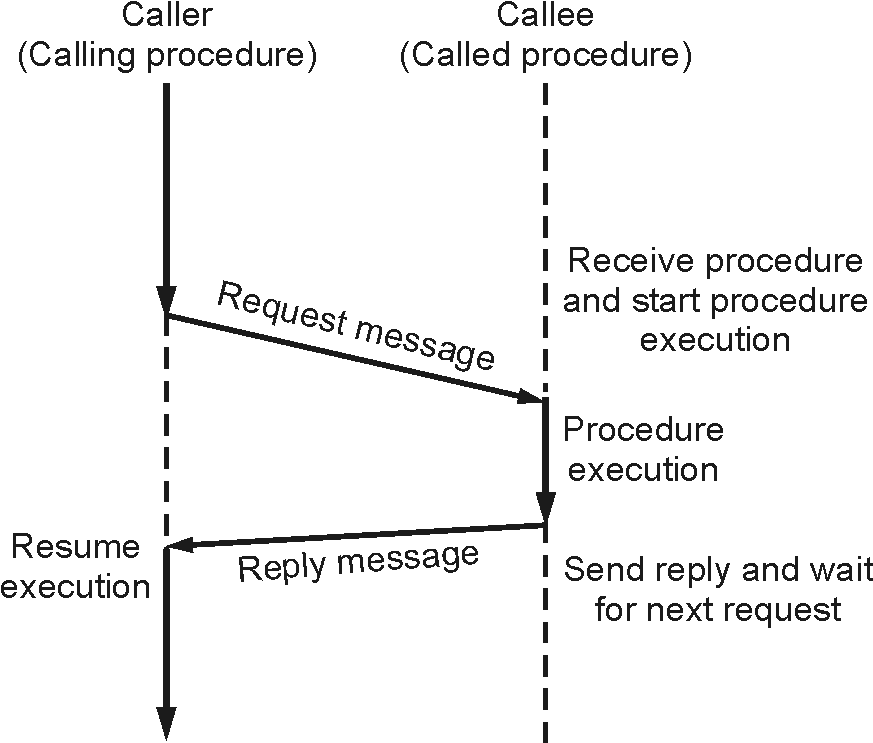 Caller
(Calling procedure)
Callee
(Called procedure)
Request message
Receive procedure
and start procedure
execution
Procedure
execution
Reply message
Resume
execution
Send reply and wait
for next request